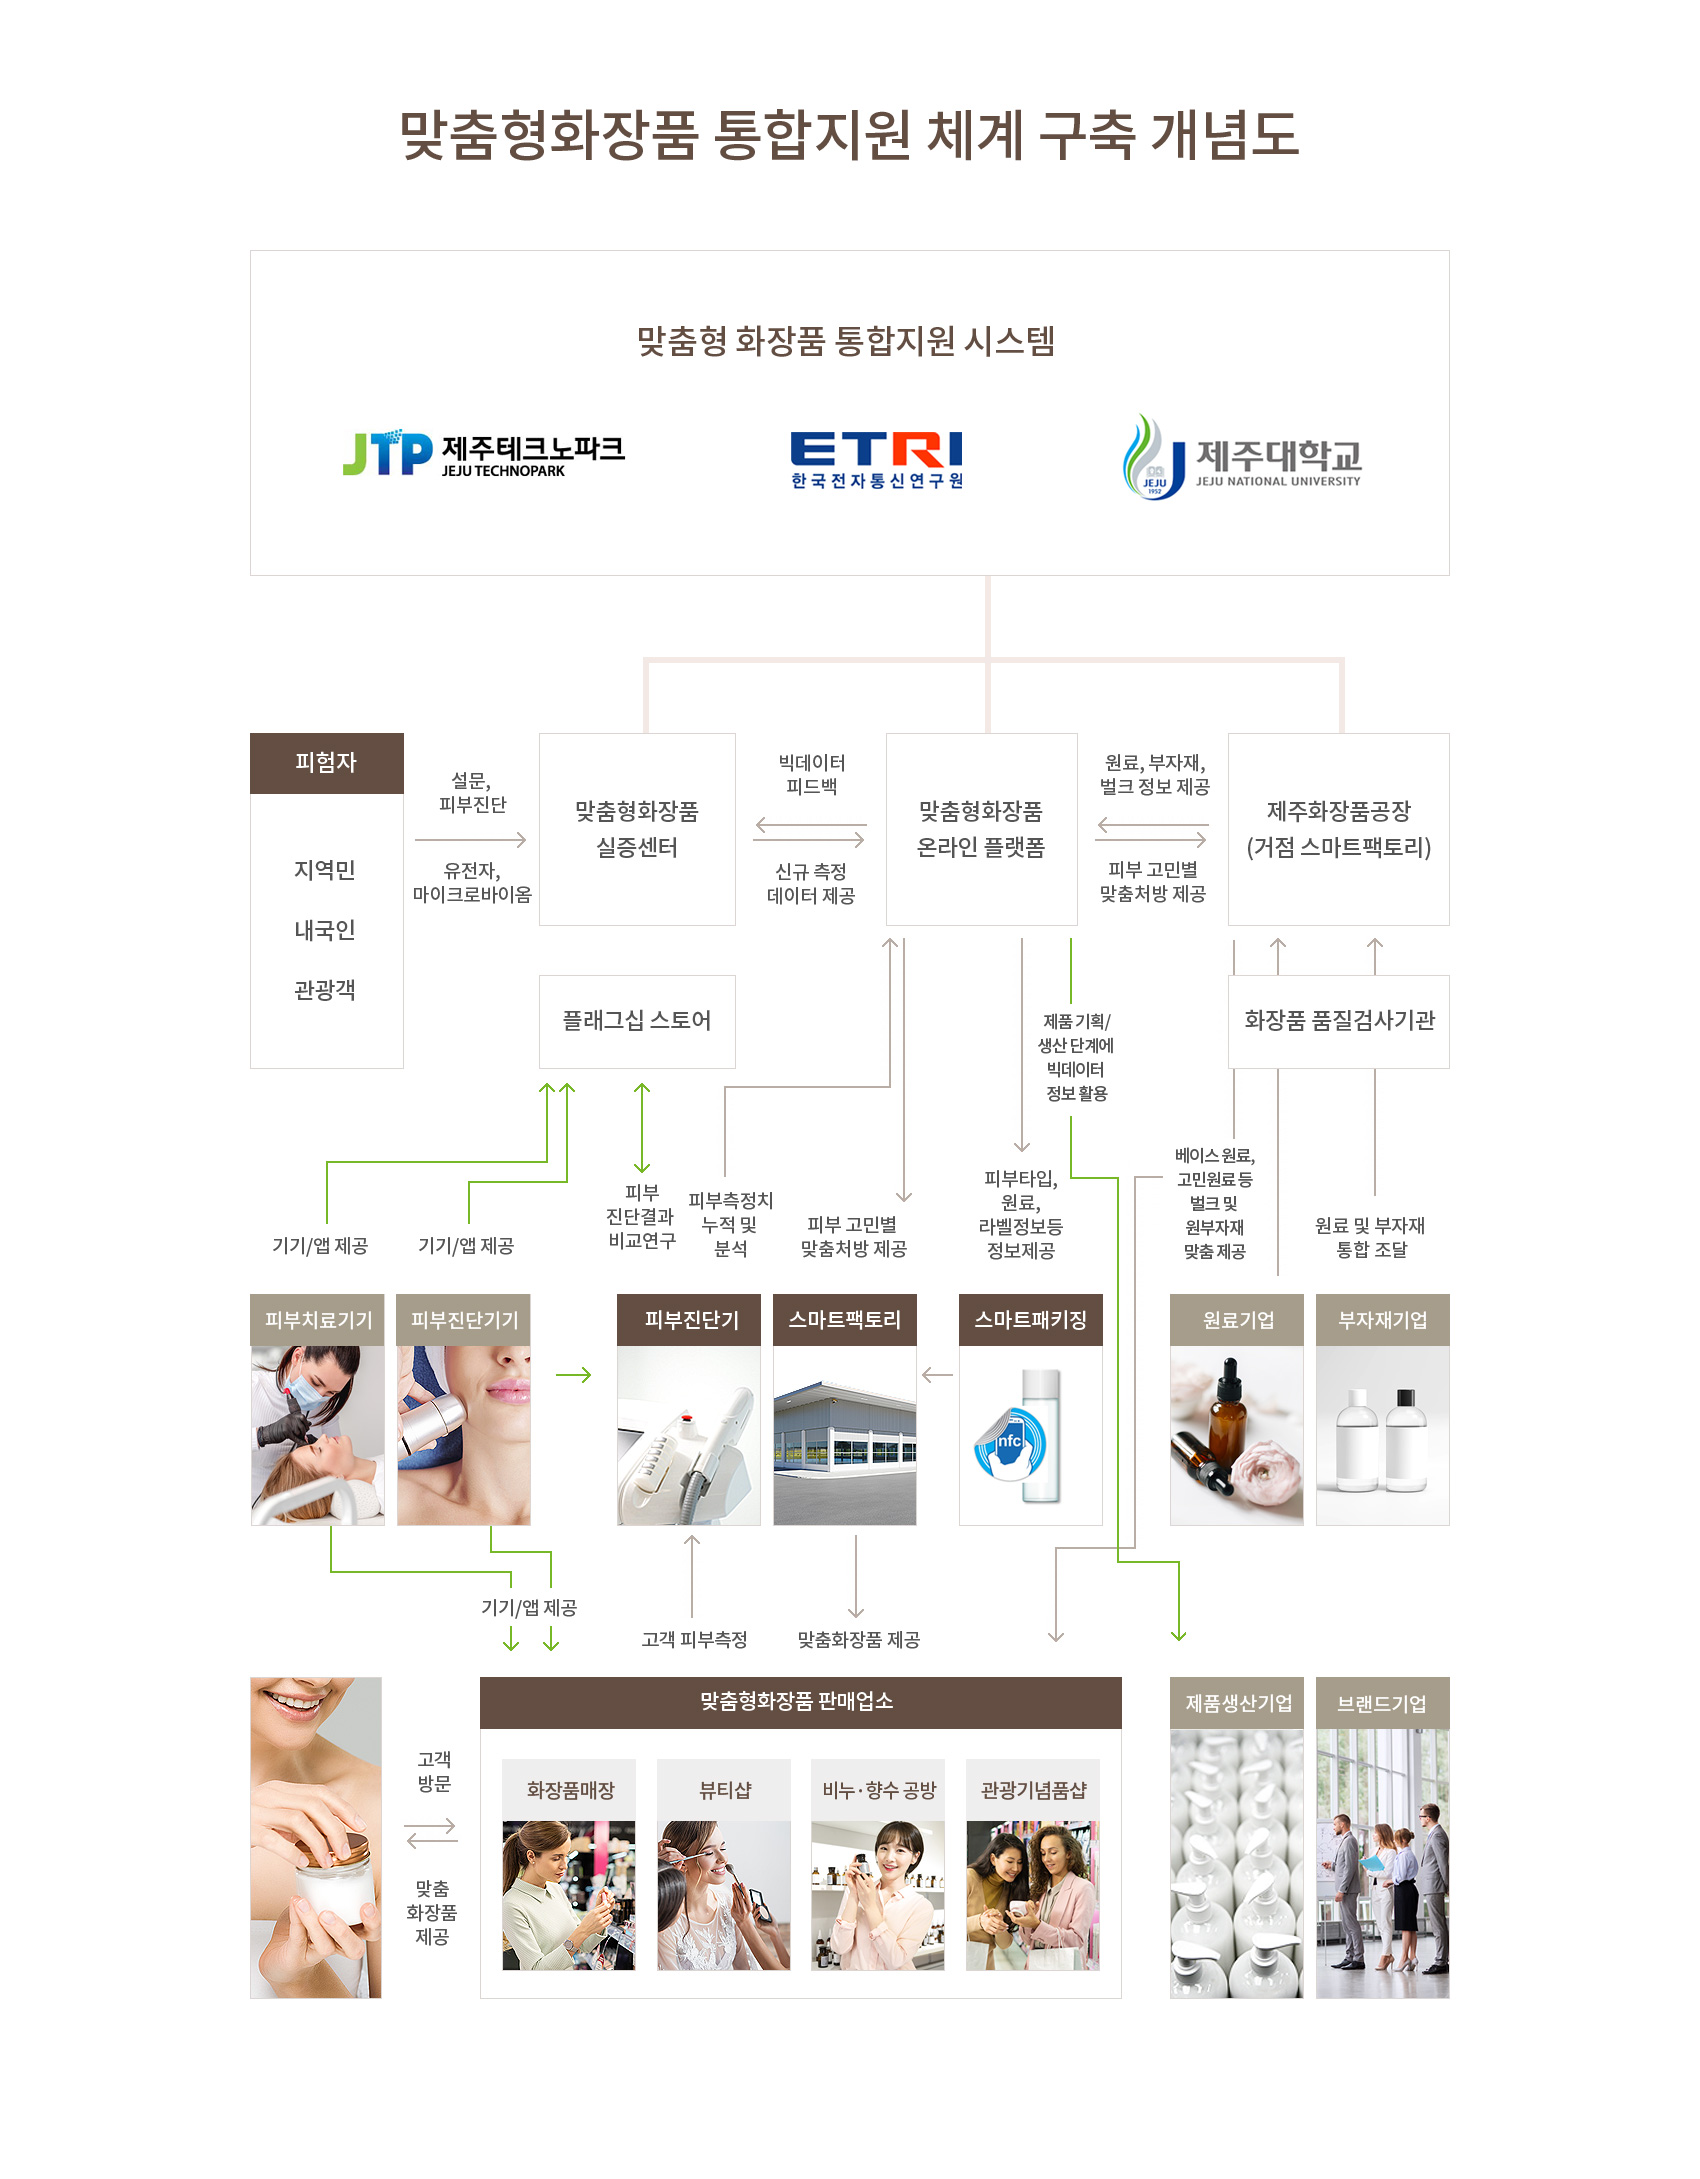 맞춤형화장품 통합지원 체계 구축 개념도
맞춤형 화장품 통합지원 시스템
JTP 제주테크노파크
JEJU TECHNOPARK
ETRI
한국전자통신연구원
제주대학교
JEJU NATIONAL UNIVERSITY
JEJU
1952
피험자
지역민
내국인
관광객
설문,
피부진단
유전자,
마이크로바이옴
맞춤형화장품
실증센터
빅데이터
피드백
신규 측정
데이터 제공
맞춤형화장품
온라인 플랫폼
원료, 부자재,
벌크 정보 제공
피부 고민별
맞춤처방 제공
제주화장품공장
(거점 스마트팩토리)
플래그십 스토어
화장품 품질검사기관
제품 기획/
생산 단계에
빅데이터
정보 활용
기기/앱 제공
기기/앱 제공
피부
진단결과
비교연구
피부측정치
누적 및
분석
피부 고민별
맞춤처방 제공
피부타입,
원료,
라벨정보등
정보제공
베이스 원료,
고민원료 등
벌크 및
원부자재
맞춤 제공
원료 및 부자재
통합 조달
피부치료기기
피부진단기기
피부진단기
스마트팩토리
스마트패키징
nfc
원료기업
부자재기업
기기/앱 제공
고객 피부측정
맞춤화장품 제공
고객
방문
맞춤
화장품
제공
맞춤형화장품 판매업소
화장품매장
뷰티샵
비누·향수 공방
관광기념품샵
제품생산기업
브랜드기업